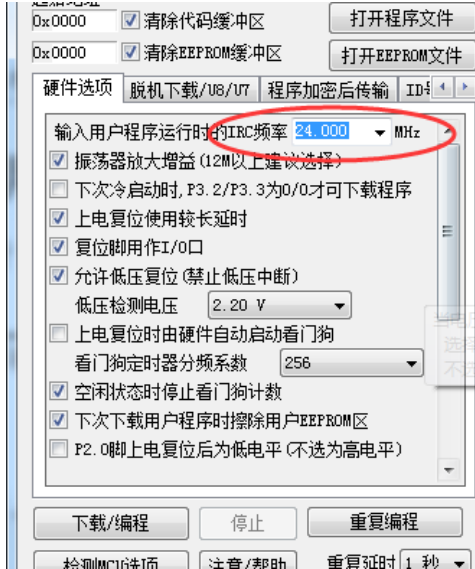 0x0000 清除代码缓冲区 打开程序文件
0x0000 清除EEPROM缓冲区 打开EEPROM文件
硬件选项 脱机下载/U8/U7 程序加密后传输
输入用户程序运行时的IRC频率 24.000 MHz
振荡器放大增益(12M以上建议选择)
下次冷启动时,P3.2/P3.3为0/0才可下载程序
上电复位使用较长延时
复位脚用作I/O口
允许低压复位(禁止低压中断)
低压检测电压 2.20 V
上电复位时由硬件自动启动看门狗
看门狗定时器分频系数 256
空闲状态时停止看门狗计数
下次下载用户程序时擦除用户EEPROM区
P2.0脚上电复位后为低电平(不选为高电平)
下载/编程 停止 重复编程
检测MCU选项 注意/帮助 重复延时 1 秒